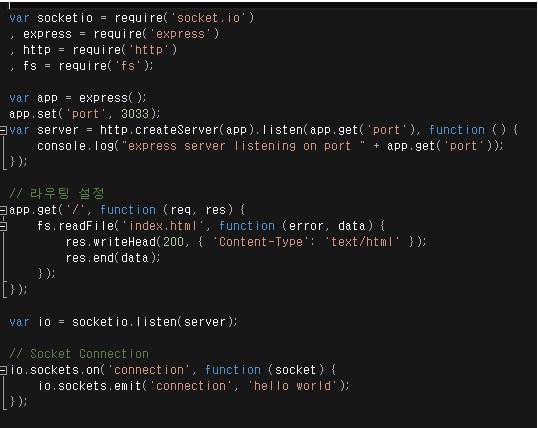 var socketio = require('socket.io')
, express = require('express')
, http = require('http')
, fs = require('fs');
var app = express();
app.set('port', 3033);
var server = http.createServer(app).listen(app.get('port'), function () {
console.log("express server listening on port " + app.get('port'));
});
// 라우팅 설정
app.get('/', function (req, res) {
fs.readFile('index.html', function (error, data) {
res.writeHead(200, { 'Content-Type': 'text/html' });
res.end(data);
});
});
var io = socketio.listen(server);
// Socket Connection
io.sockets.on('connection', function (socket) {
io.sockets.emit('connection', 'hello world');
});